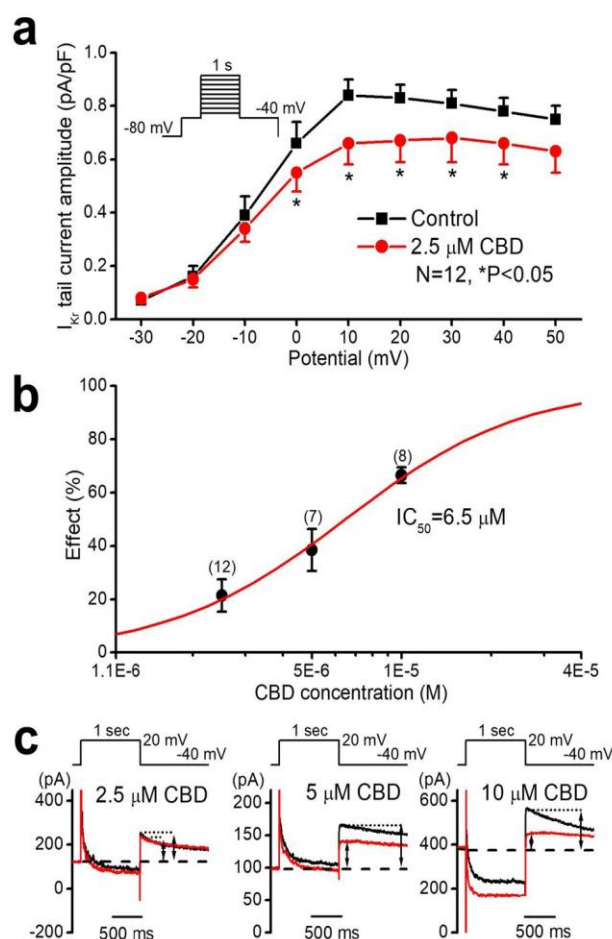 a
I_Kr tail current amplitude (pA/pF)
1.0
0.8
0.6
0.4
0.2
0.0
1 s
-80 mV
-40 mV
* * * * *
Control
2.5 μM CBD
N=12, *P<0.05
-30 -20 -10 0 10 20 30 40 50
Potential (mV)
b
Effect (%)
100
80
60
40
20
0
(12)
(7)
(8)
IC50=6.5 μM
1.1E-6 5E-6 1E-5 4E-5
CBD concentration (M)
c
1 sec 20 mV -40 mV
(pA)
2.5 μM CBD
400
200
0
-200
500 ms
1 sec 20 mV -40 mV
(pA)
5 μM CBD
200
150
100
50
0
500 ms
1 sec 20 mV -40 mV
(pA)
10 μM CBD
600
400
200
0
500 ms